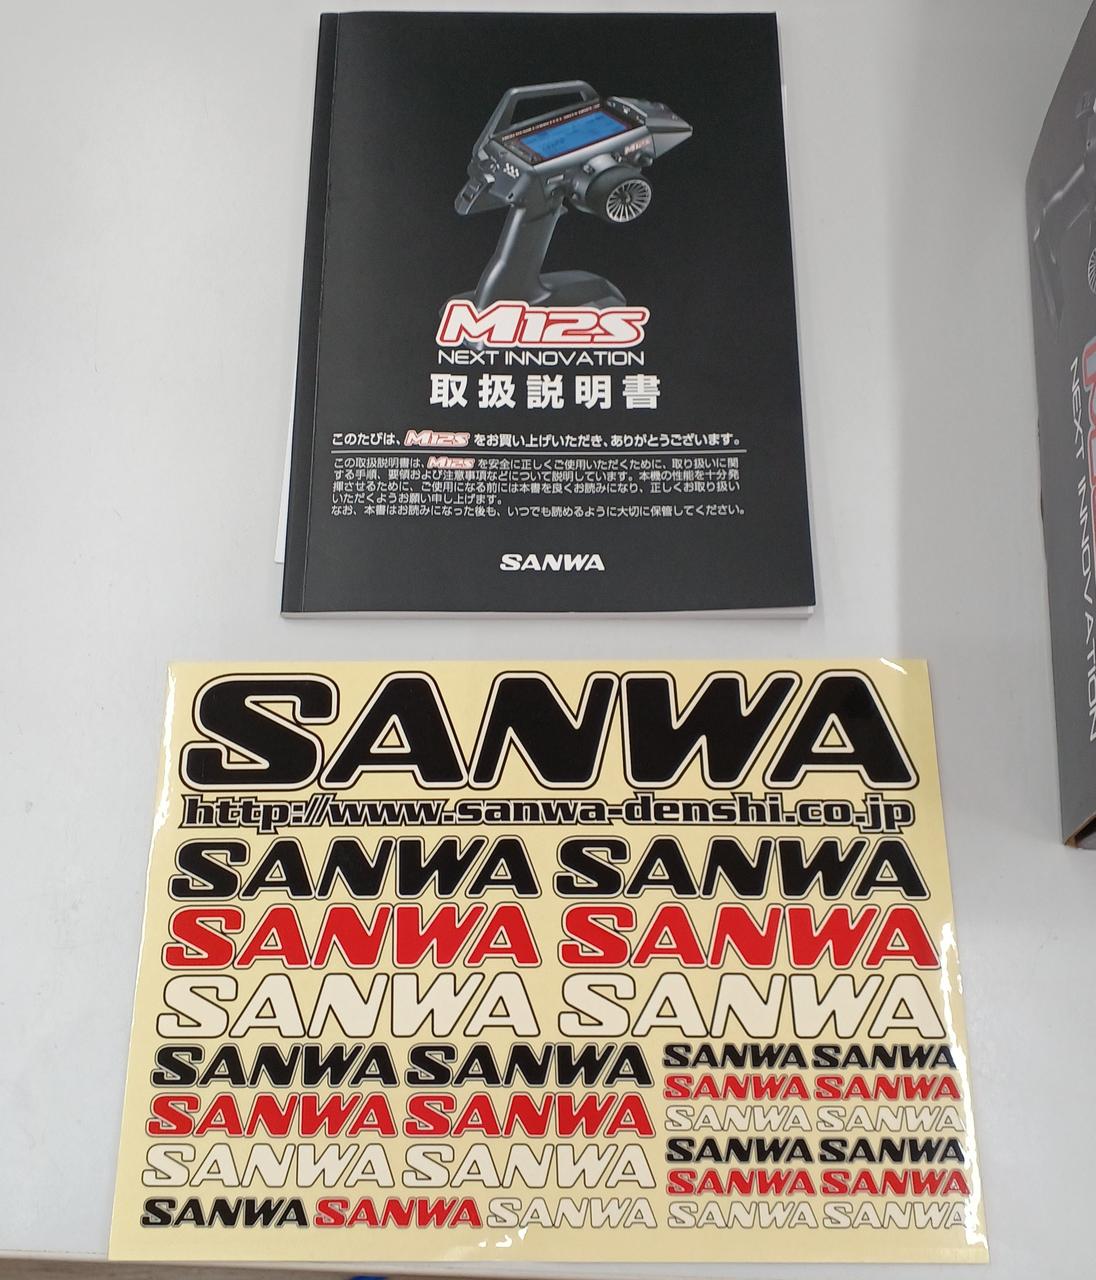 M12S
M12S
NEXT INNOVATION
取扱説明書
このたびは、M12S をお買い上げいただき、ありがとうございます。
この取扱説明書は、M12S を安全に正しくご使用いただくために、取り扱いに関
する手順、要領および注意事項などについて説明しています。本機の性能を十分発
揮させるために、ご使用になる前には本書を良くお読みになり、正しくお取り扱い
いただくようお願い申し上げます。
なお、本書はお読みになった後も、いつでも読めるように大切に保管してください。
SANWA
NEXT INNOVATION
SANWA
http://www.sanwa-denshi.co.jp
SANWA SANWA
SANWA SANWA
SANWA SANWA
SANWA SANWA
SANWA SANWA
SANWA SANWA
SANWA SANWA SANWA
SANWA SANWA
SANWA SANWA
SANWA SANWA
SANWA SANWA
SANWA SANWA
SANWA SANWA